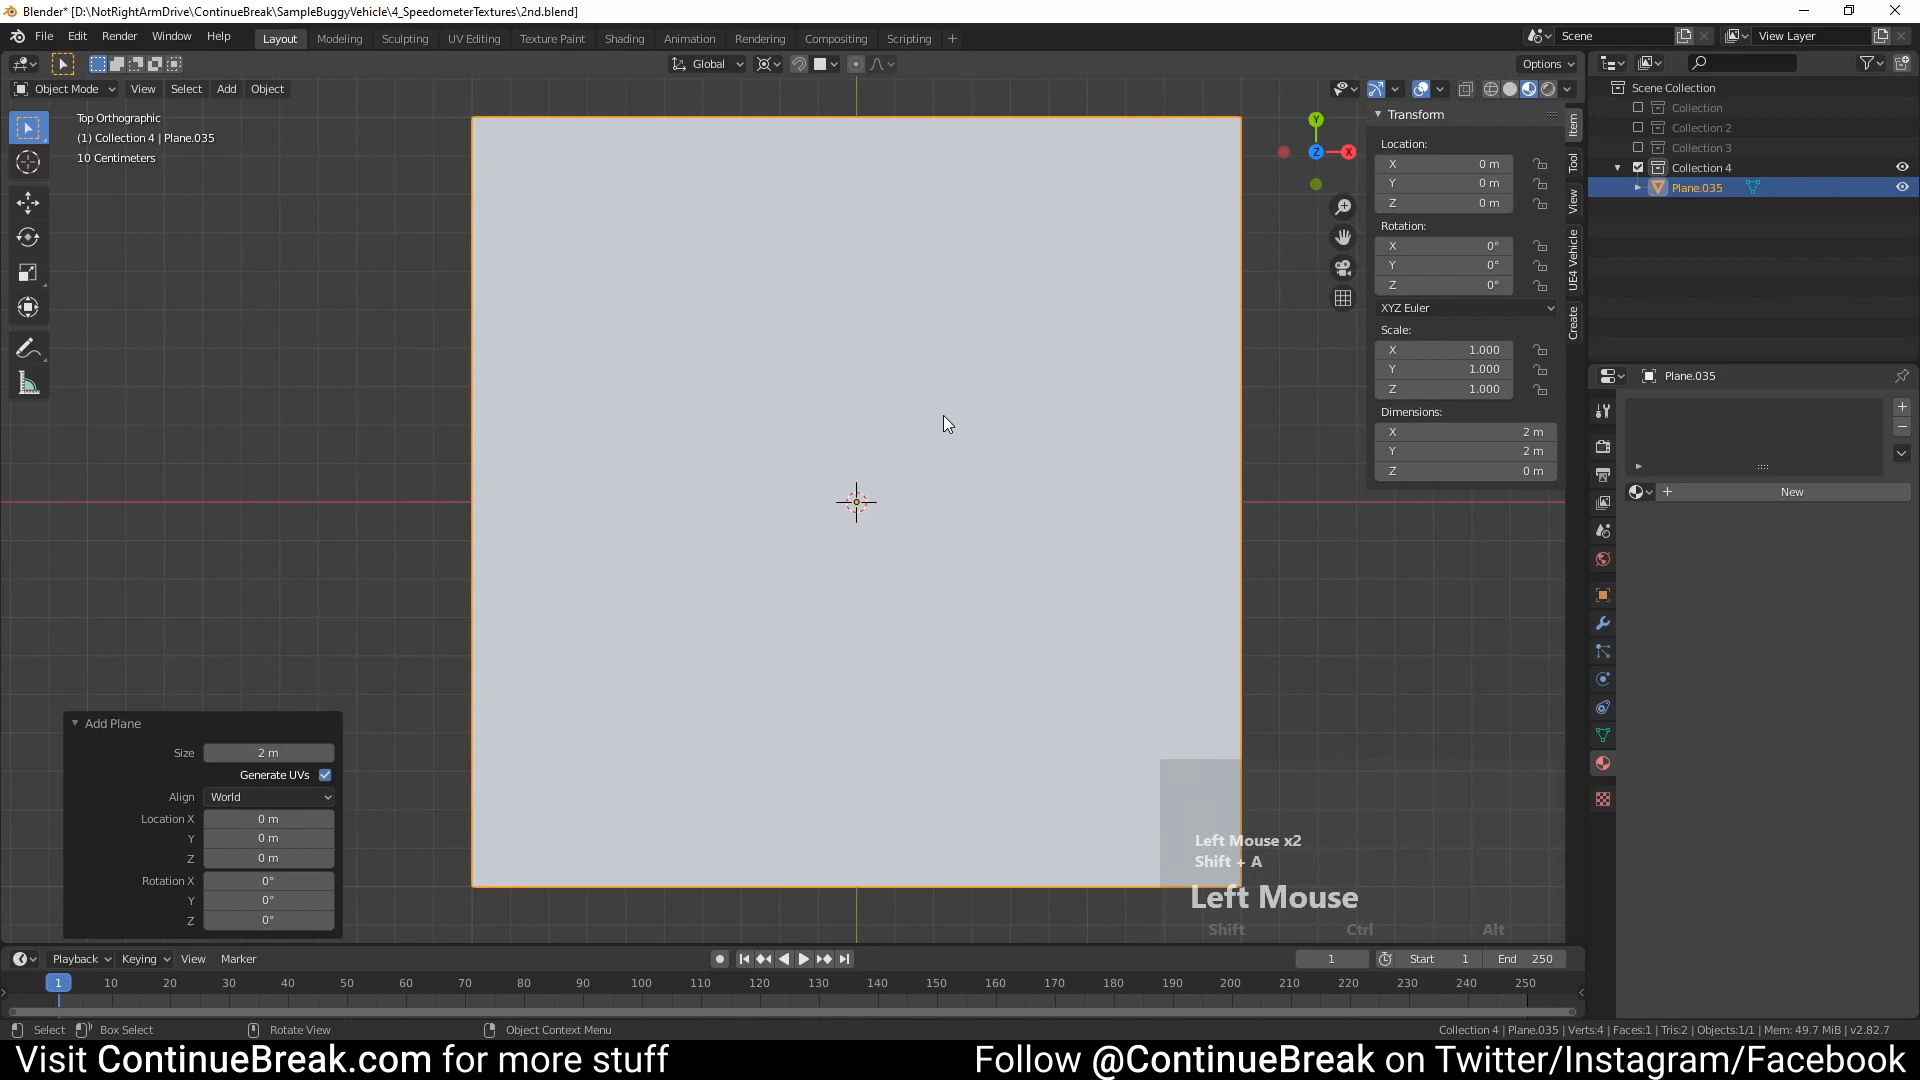 Blender* [D:\NotRightArmDrive\ContinueBreak\SampleBuggyVehicle\4_SpeedometerTextures\2nd.blend]
File Edit Render Window Help
Layout Modeling Sculpting UV Editing Texture Paint Shading Animation Rendering Compositing Scripting +
Scene
View Layer
Global
Options
Object Mode View Select Add Object
Top Orthographic
(1) Collection 4 | Plane.035
10 Centimeters
Y
Z
X
Transform
Location:
X 0 m
Y 0 m
Z 0 m
Rotation:
X 0°
Y 0°
Z 0°
XYZ Euler
Scale:
X 1.000
Y 1.000
Z 1.000
Dimensions:
X 2 m
Y 2 m
Z 0 m
Item
Tool
View
UE4 Vehicle
Create
Scene Collection
Collection
Collection 2
Collection 3
Collection 4
Plane.035
Plane.035
New
Add Plane
Size 2 m
Generate UVs
Align World
Location X 0 m
Y 0 m
Z 0 m
Rotation X 0°
Y 0°
Z 0°
Left Mouse x2
Shift + A
Left Mouse
Shift Ctrl Alt
Playback Keying View Marker
1 Start 1 End 250
1 10 20 30 40 50 60 70 80 90 100 110 120 130 140 150 160 170 180 190 200 210 220 230 240 250
Select Box Select Rotate View Object Context Menu
Collection 4 | Plane.035 | Verts:4 | Faces:1 | Tris:2 | Objects:1/1 | Mem: 49.7 MiB | v2.82.7
Visit ContinueBreak.com for more stuff
Follow @ContinueBreak on Twitter/Instagram/Facebook